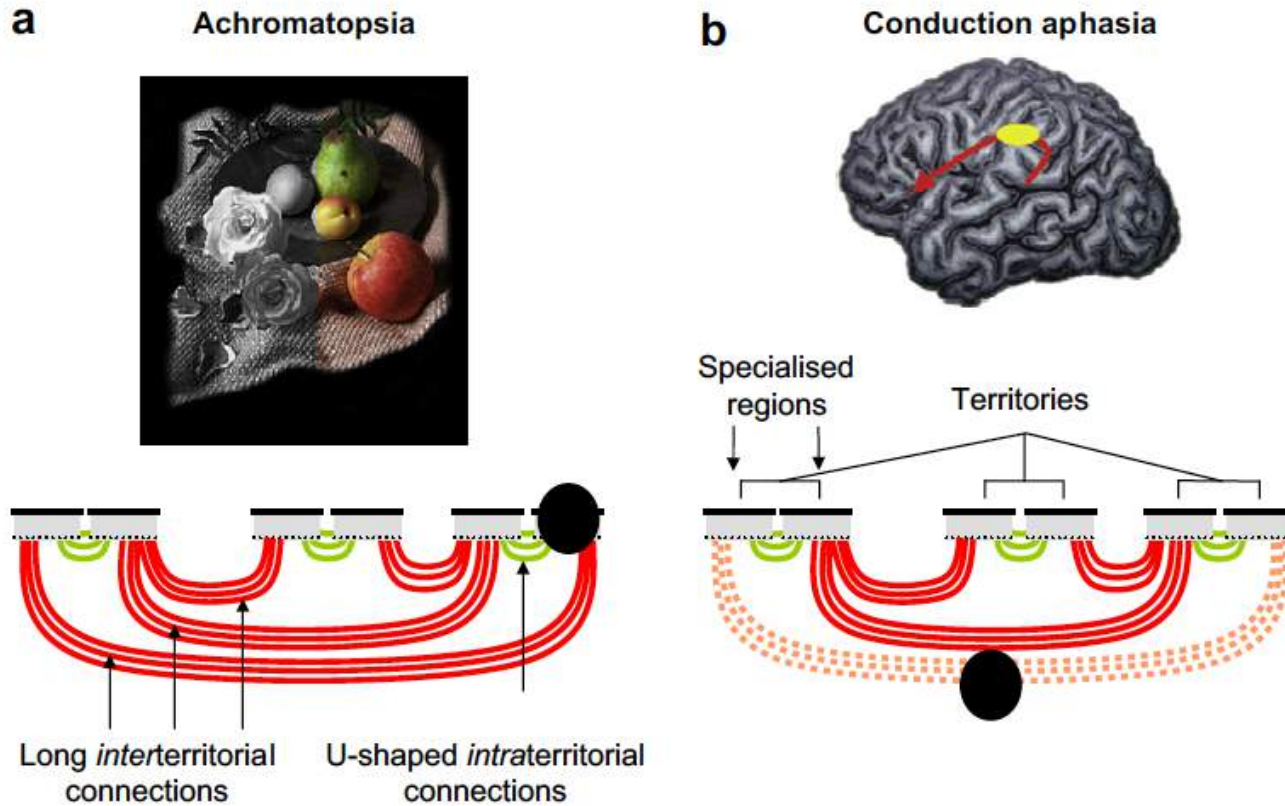 a
Achromatopsia
Long interterritorial
connections
U-shaped intraterritorial
connections
b
Conduction aphasia
Specialised
regions
Territories